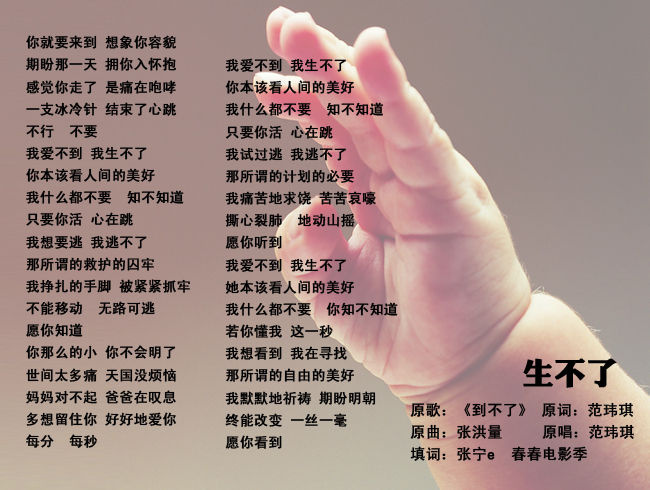 你就要来到 想象你容貌
期盼那一天 拥你入怀抱
感觉你走了 是痛在咆哮
一支冰冷针 结束了心跳
不行 不要
我爱不到 我生不了
你本该看人间的美好
我什么都不要 知不知道
只要你活 心在跳
我想要逃 我逃不了
那所谓的救护的囚牢
我挣扎的手脚 被紧紧抓牢
不能移动 无路可逃
愿你知道
你那么的小 你不会明了
世间太多痛 天国没烦恼
妈妈对不起 爸爸在叹息
多想留住你 好好地爱你
每分 每秒
我爱不到 我生不了
你本该看人间的美好
我什么都不要 知不知道
只要你活 心在跳
我试过逃 我逃不了
那所谓的计划的必要
我痛苦地求饶 苦苦哀嚎
撕心裂肺 地动山摇
愿你听到
我爱不到 我生不了
她本该看人间的美好
我什么都不要 你知不知道
若你懂我 这一秒
我想看到 我在寻找
那所谓的自由的美好
我默默地祈祷 期盼明朝
终能改变 一丝一毫
愿你看到
生不了
原歌：《到不了》 原词：范玮琪
原曲：张洪量 原唱：范玮琪
填词：张宁e 春春电影季